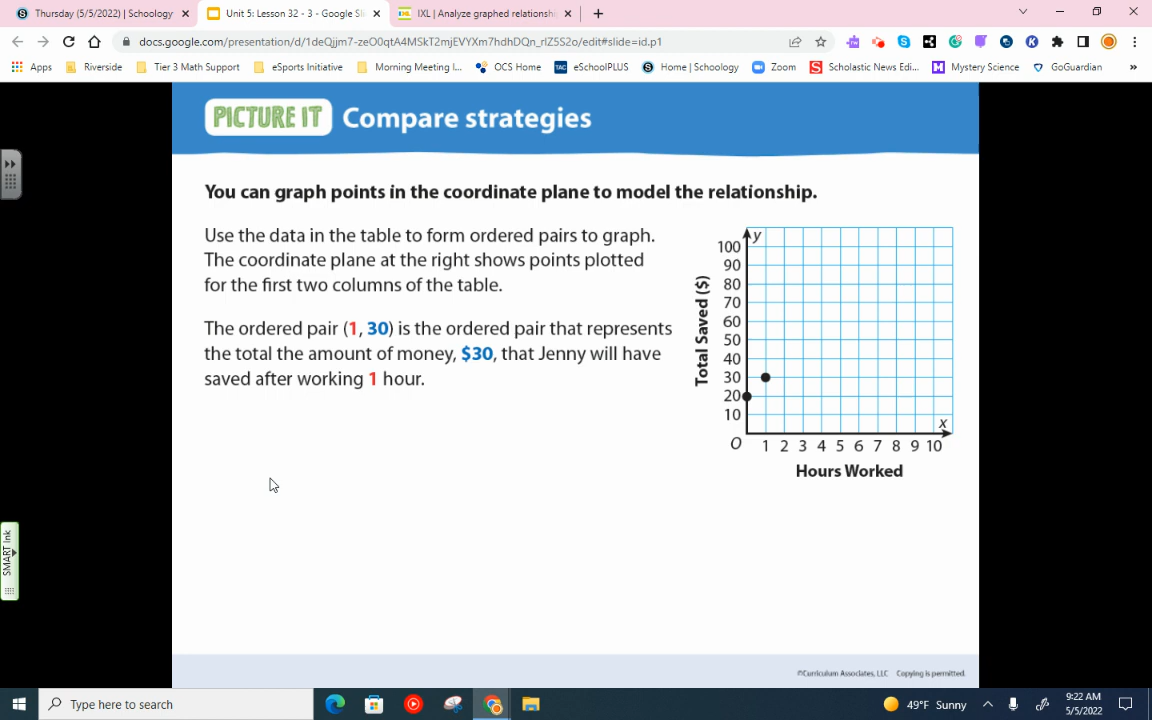 Thursday (5/5/2022) | Schoology
Unit 5: Lesson 32 - 3 - Google Sli
IXL | Analyze graphed relationshi
docs.google.com/presentation/d/1deQjjm7-zeO0qtA4MSkT2mjEVYXm7hdhDQn_rlZ5S2o/edit#slide=id.p1
Apps
Riverside
Tier 3 Math Support
eSports Initiative
Morning Meeting I...
OCS Home
TAC
eSchoolPLUS
Home | Schoology
Zoom
Scholastic News Edi...
Mystery Science
GoGuardian
PICTURE IT Compare strategies
You can graph points in the coordinate plane to model the relationship.
Use the data in the table to form ordered pairs to graph.
The coordinate plane at the right shows points plotted
for the first two columns of the table.
The ordered pair (1, 30) is the ordered pair that represents
the total the amount of money, $30, that Jenny will have
saved after working 1 hour.
y
100
90
80
70
60
50
40
30
20
10
Total Saved ($)
x
O 1 2 3 4 5 6 7 8 9 10
Hours Worked
SMART Ink
©Curriculum Associates, LLC Copying is permitted.
Type here to search
49°F Sunny
9:22 AM
5/5/2022